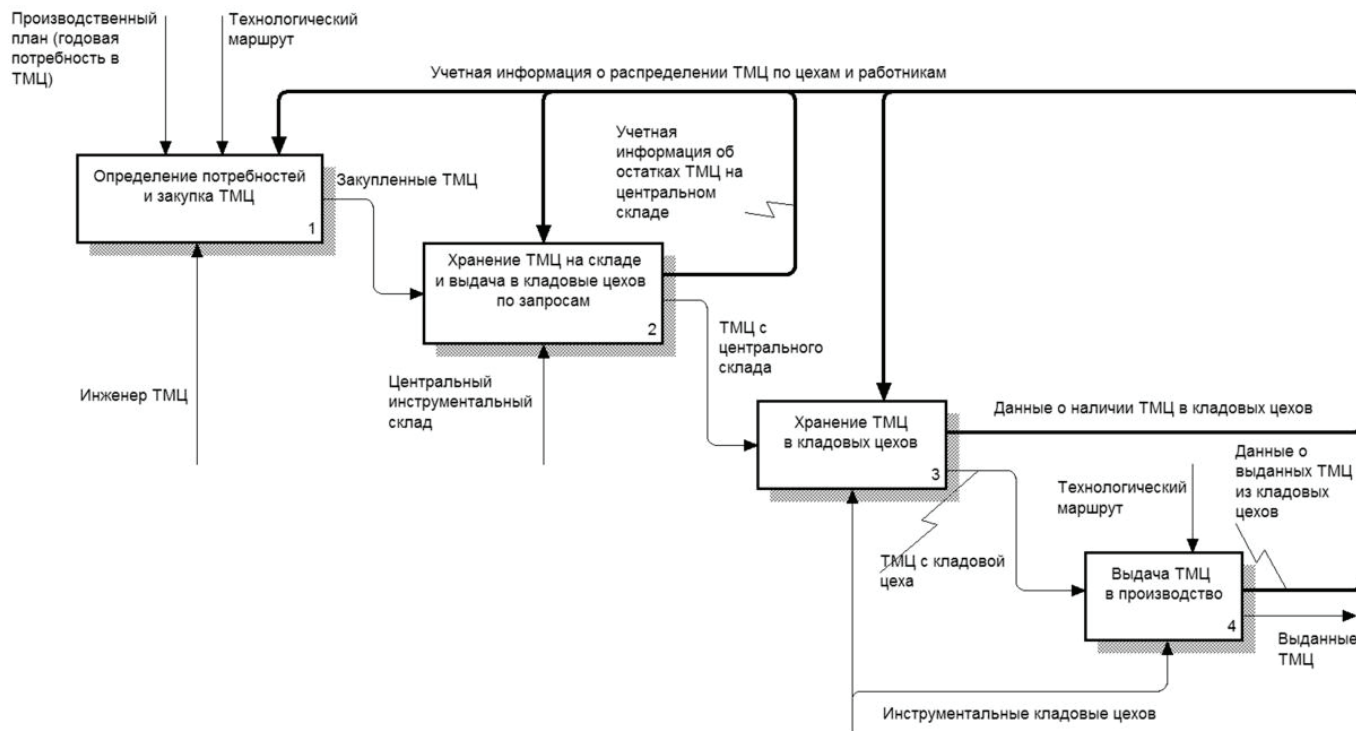 Производственный
план (годовая
потребность в
ТМЦ)
Технологический
маршрут
Учетная информация о распределении ТМЦ по цехам и работникам
Определение потребностей
и закупка ТМЦ
1
Закупленные ТМЦ
Учетная
информация об
остатках ТМЦ на
центральном
складе
Хранение ТМЦ на складе
и выдача в кладовые цехов
по запросам
2
Инженер ТМЦ
Центральный
инструментальный
склад
ТМЦ с
центрального
склада
Хранение ТМЦ
в кладовых цехов
3
Данные о наличии ТМЦ в кладовых цехов
Данные о
выданных ТМЦ
из кладовых
цехов
Технологический
маршрут
ТМЦ с кладовой
цеха
Выдача ТМЦ
в производство
4
Выданные
ТМЦ
Инструментальные кладовые цехов